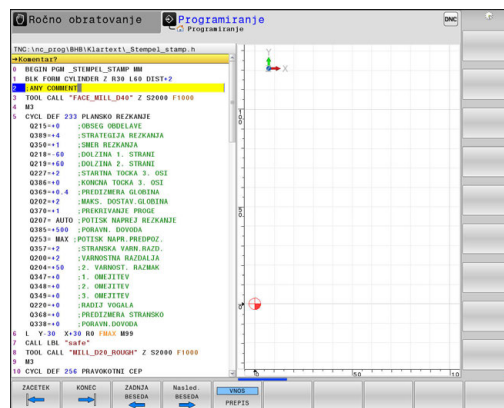 Ročno obratovanje
Programiranje
Programiranje
DNC
TNC:\nc_prog\BHB\Klartext\_Stempel_stamp.h
→Komentar?
0 BEGIN PGM _STEMPEL_STAMP MM
1 BLK FORM CYLINDER Z R30 L60 DIST+2
2 ;ANY COMMENT
3 TOOL CALL "FACE_MILL_D40" Z S2000 F1000
4 M3
5 CYCL DEF 233 PLANSKO REZKANJE
Q215=+0 ;OBSEG OBDELAVE
Q389=+4 ;STRATEGIJA REZKANJA
Q350=+1 ;SMER REZKANJA
Q218=-60 ;DOLZINA 1. STRANI
Q219=+60 ;DOLZINA 2. STRANI
Q227=+2 ;STARTNA TOCKA 3. OSI
Q386=+0 ;KONCNA TOCKA 3. OSI
Q369=+0.4 ;PREDIZMERA GLOBINA
Q202=+2 ;MAKS. DOSTAV.GLOBINA
Q370=+1 ;PREKRIVANJE PROGE
Q207= AUTO ;POTISK NAPREJ REZKANJE
Q385=+500 ;PORAVN. DOVODA
Q253= MAX ;POTISK NAPR.PREDPOZ.
Q357=+2 ;STRANSKA VARN.RAZD.
Q200=+2 ;VARNOSTNA RAZDALJA
Q204=+50 ;2. VARNOST. RAZMAK
Q347=+0 ;1. OMEJITEV
Q348=+0 ;2. OMEJITEV
Q349=+0 ;3. OMEJITEV
Q220=+0 ;RADIJ VOGALA
Q368=+0 ;PREDIZMERA STRANSKO
Q338=+0 ;PORAVN.DOVODA
6 L Y-30 X+30 R0 FMAX M99
7 CALL LBL "safe"
8 TOOL CALL "MILL_D20_ROUGH" Z S2000 F1000
9 M3
10 CYCL DEF 256 PRAVOKOTNI CEP
Y
X
100
50
0
0
50
10
ZACETEK
KONEC
ZADNJA
BESEDA
Nasled.
BESEDA
VNOS
PREPIS